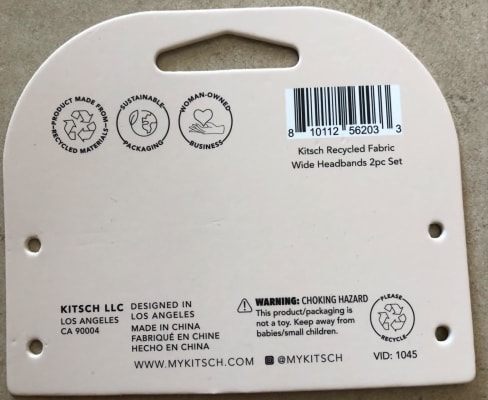 PRODUCT MADE FROM RECYCLED MATERIALS
SUSTAINABLE PACKAGING
WOMAN-OWNED BUSINESS
8 10112 56203 3
Kitsch Recycled Fabric
Wide Headbands 2pc Set
KITSCH LLC
LOS ANGELES
CA 90004
DESIGNED IN
LOS ANGELES
MADE IN CHINA
FABRIQUÉ EN CHINE
HECHO EN CHINA
WARNING: CHOKING HAZARD
This product/packaging is
not a toy. Keep away from
babies/small children.
PLEASE RECYCLE
WWW.MYKITSCH.COM @MYKITSCH
VID: 1045